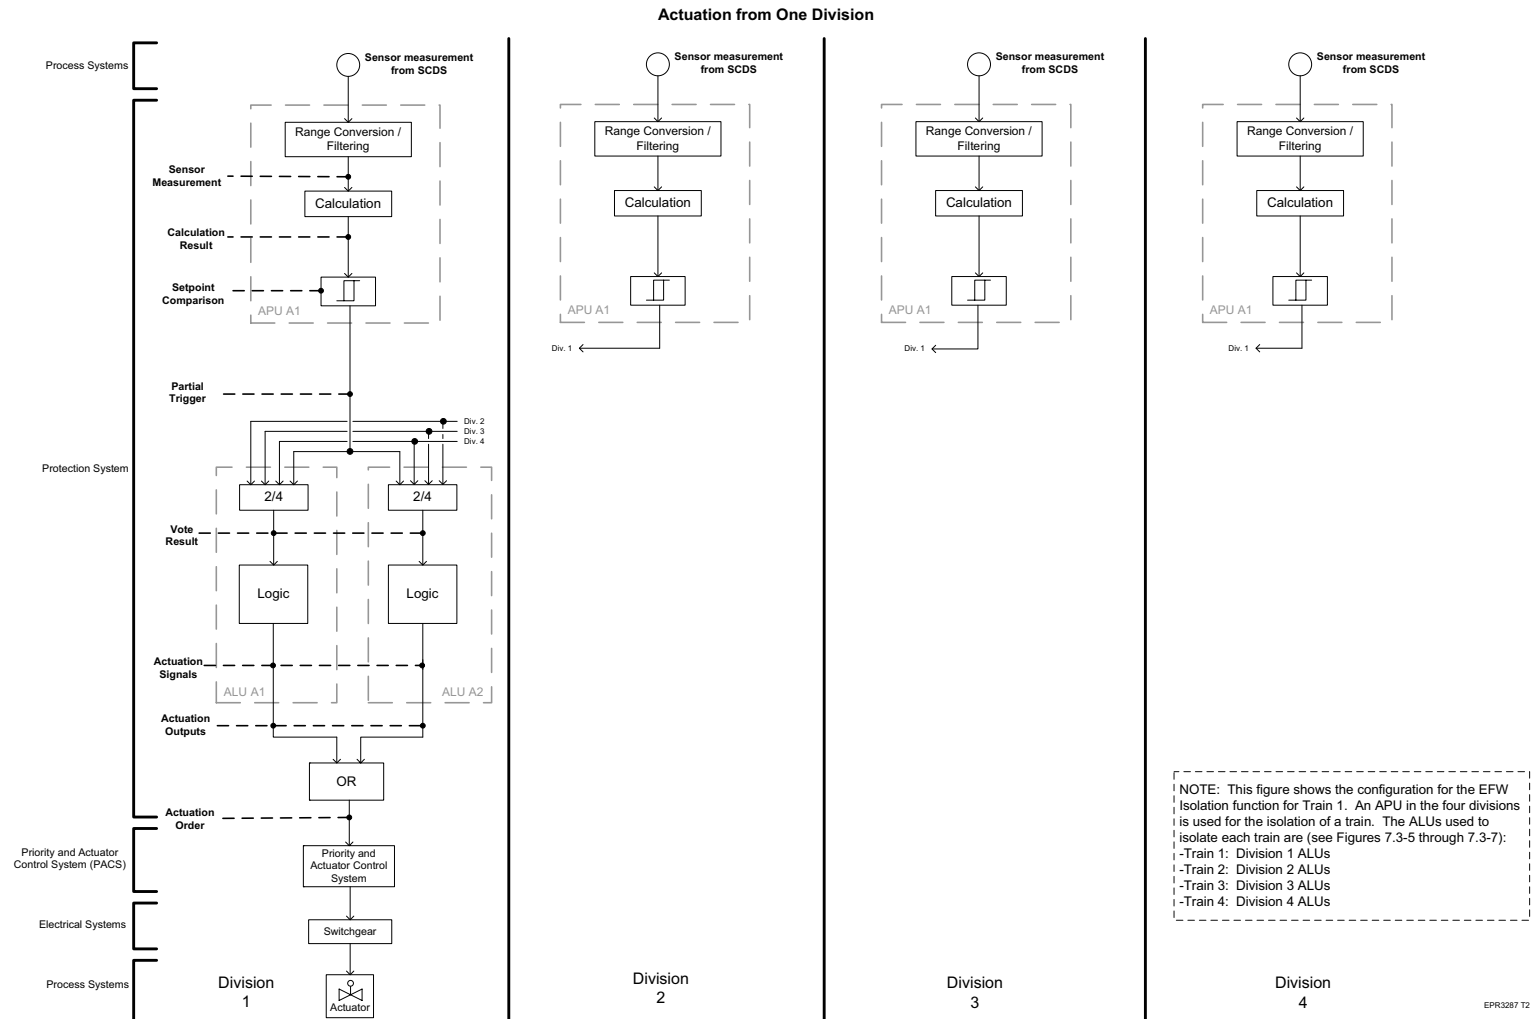 Actuation from One Division
Process Systems
Sensor measurement
from SCDS
Sensor measurement
from SCDS
Sensor measurement
from SCDS
Sensor measurement
from SCDS
Range Conversion /
Filtering
Range Conversion /
Filtering
Range Conversion /
Filtering
Range Conversion /
Filtering
Sensor
Measurement
Calculation
Calculation
Calculation
Calculation
Calculation
Result
Setpoint
Comparison
APU A1
APU A1
APU A1
APU A1
Div. 1
Div. 1
Div. 1
Partial
Trigger
Div. 2
Div. 3
Div. 4
Protection System
2/4
2/4
Vote
Result
Logic
Logic
Actuation
Signals
ALU A1
ALU A2
Actuation
Outputs
OR
Actuation
Order
NOTE: This figure shows the configuration for the EFW
Isolation function for Train 1. An APU in the four divisions
is used for the isolation of a train. The ALUs used to
isolate each train are (see Figures 7.3-5 through 7.3-7):
-Train 1: Division 1 ALUs
-Train 2: Division 2 ALUs
-Train 3: Division 3 ALUs
-Train 4: Division 4 ALUs
Priority and Actuator
Control System (PACS)
Priority and
Actuator Control
System
Electrical Systems
Switchgear
Process Systems
Actuator
Division
1
Division
2
Division
3
Division
4
EPR3287 T2